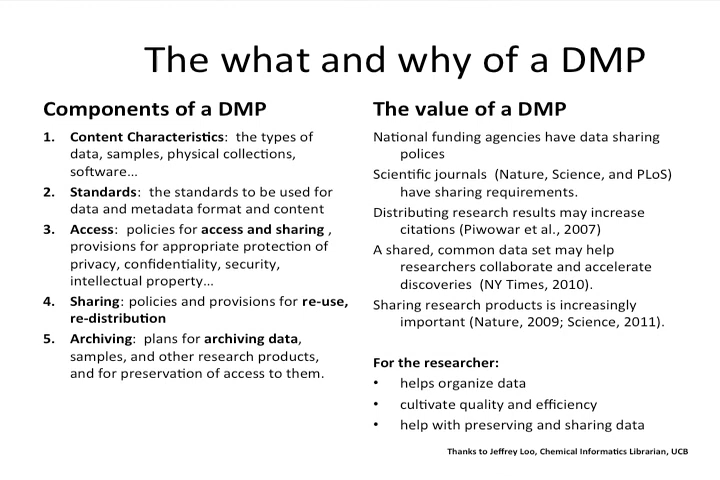 The what and why of a DMP
Components of a DMP
1. Content Characteristics:  the types of
data, samples, physical collections,
software...
2. Standards:  the standards to be used for
data and metadata format and content
3. Access:  policies for access and sharing ,
provisions for appropriate protection of
privacy, confidentiality, security,
intellectual property...
4. Sharing: policies and provisions for re-use,
re-distribution
5. Archiving:  plans for archiving data,
samples, and other research products,
and for preservation of access to them.
The value of a DMP
National funding agencies have data sharing
polices
Scientific journals  (Nature, Science, and PLoS)
have sharing requirements.
Distributing research results may increase
citations (Piwowar et al., 2007)
A shared, common data set may help
researchers collaborate and accelerate
discoveries  (NY Times, 2010).
Sharing research products is increasingly
important (Nature, 2009; Science, 2011).
For the researcher:
• helps organize data
• cultivate quality and efficiency
• help with preserving and sharing data
Thanks to Jeffrey Loo, Chemical Informatics Librarian, UCB